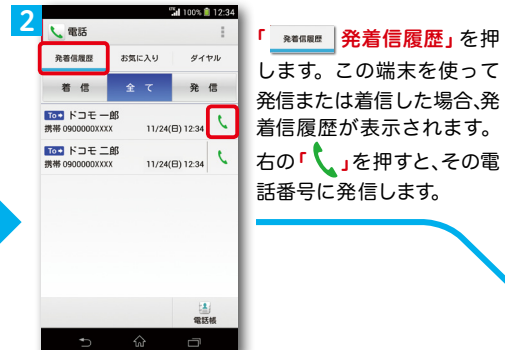 2
100% 12:34
電話
発着信履歴 お気に入り ダイヤル
着 信 全 て 発 信
To ドコモ 一郎
携帯 0900000XXXX 11/24(日) 12:34
To ドコモ 二郎
携帯 0900000XXXX 11/24(日) 12:34
電話帳
「 発着信履歴 発着信履歴」を押
します。この端末を使って
発信または着信した場合、発
着信履歴が表示されます。
右の「 」を押すと、その電
話番号に発信します。